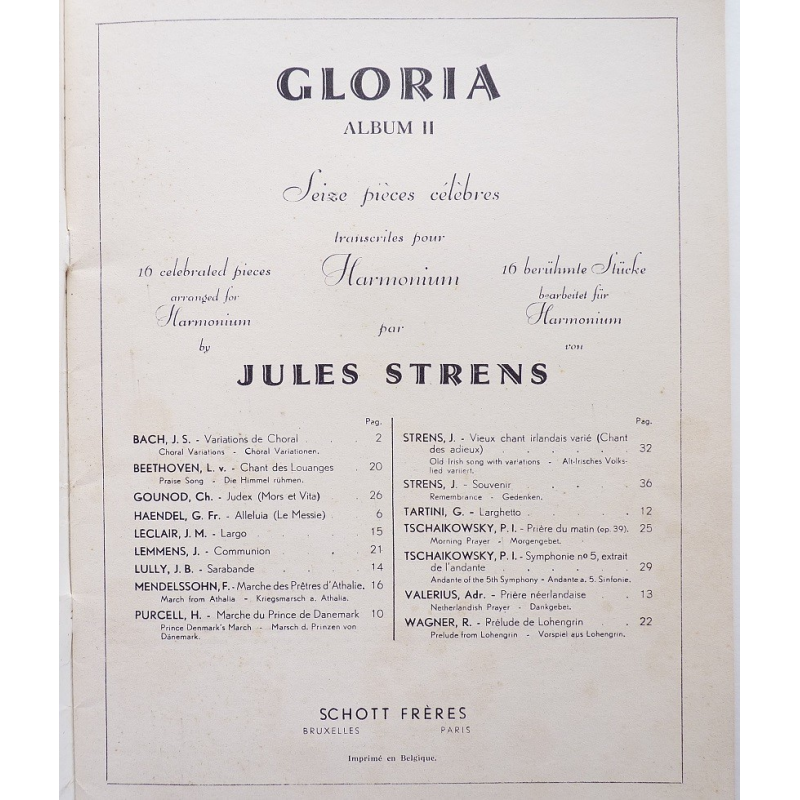 GLORIA
ALBUM II
Seize pièces célèbres
transcrites pour
Harmonium
par
16 celebrated pieces
arranged for
Harmonium
by
16 berühmte Stücke
bearbeitet für
Harmonium
von
JULES STRENS
Pag.
BACH, J. S. - Variations de Choral . . 2
Choral Variations - Choral Variationen.
BEETHOVEN, L. v. - Chant des Louanges . 20
Praise Song - Die Himmel rühmen.
GOUNOD, Ch. - Judex (Mors et Vita) . 26
HAENDEL, G. Fr. - Alleluia (Le Messie) . 6
LECLAIR, J. M. - Largo . . . 15
LEMMENS, J. - Communion . . 21
LULLY, J. B. - Sarabande . . 14
MENDELSSOHN, F. - Marche des Prêtres d'Athalie. 16
March from Athalia - Kriegsmarsch a. Athalia.
PURCELL, H. - Marche du Prince de Danemark 10
Prince Denmark's March - Marsch d. Prinzen von
Dänemark.
Pag.
STRENS, J. - Vieux chant irlandais varié (Chant
des adieux) . . . . . 32
Old Irish song with variations - Alt-Irisches Volks-
lied variiert.
STRENS, J. - Souvenir . . . . 36
Remembrance - Gedenken.
TARTINI, G. - Larghetto . . . 12
TSCHAIKOWSKY, P. I. - Prière du matin (op. 39). 25
Morning Prayer - Morgengebet.
TSCHAIKOWSKY, P. I. - Symphonie nº 5, extrait
de l'andante . . . . . 29
Andante of the 5th Symphony - Andante a. 5. Sinfonie.
VALERIUS, Adr. - Prière néerlandaise . 13
Netherlandish Prayer - Dankgebet.
WAGNER, R. - Prélude de Lohengrin . . 22
Prelude from Lohengrin - Vorspiel aus Lohengrin.
SCHOTT FRÈRES
BRUXELLES PARIS
Imprimé en Belgique.